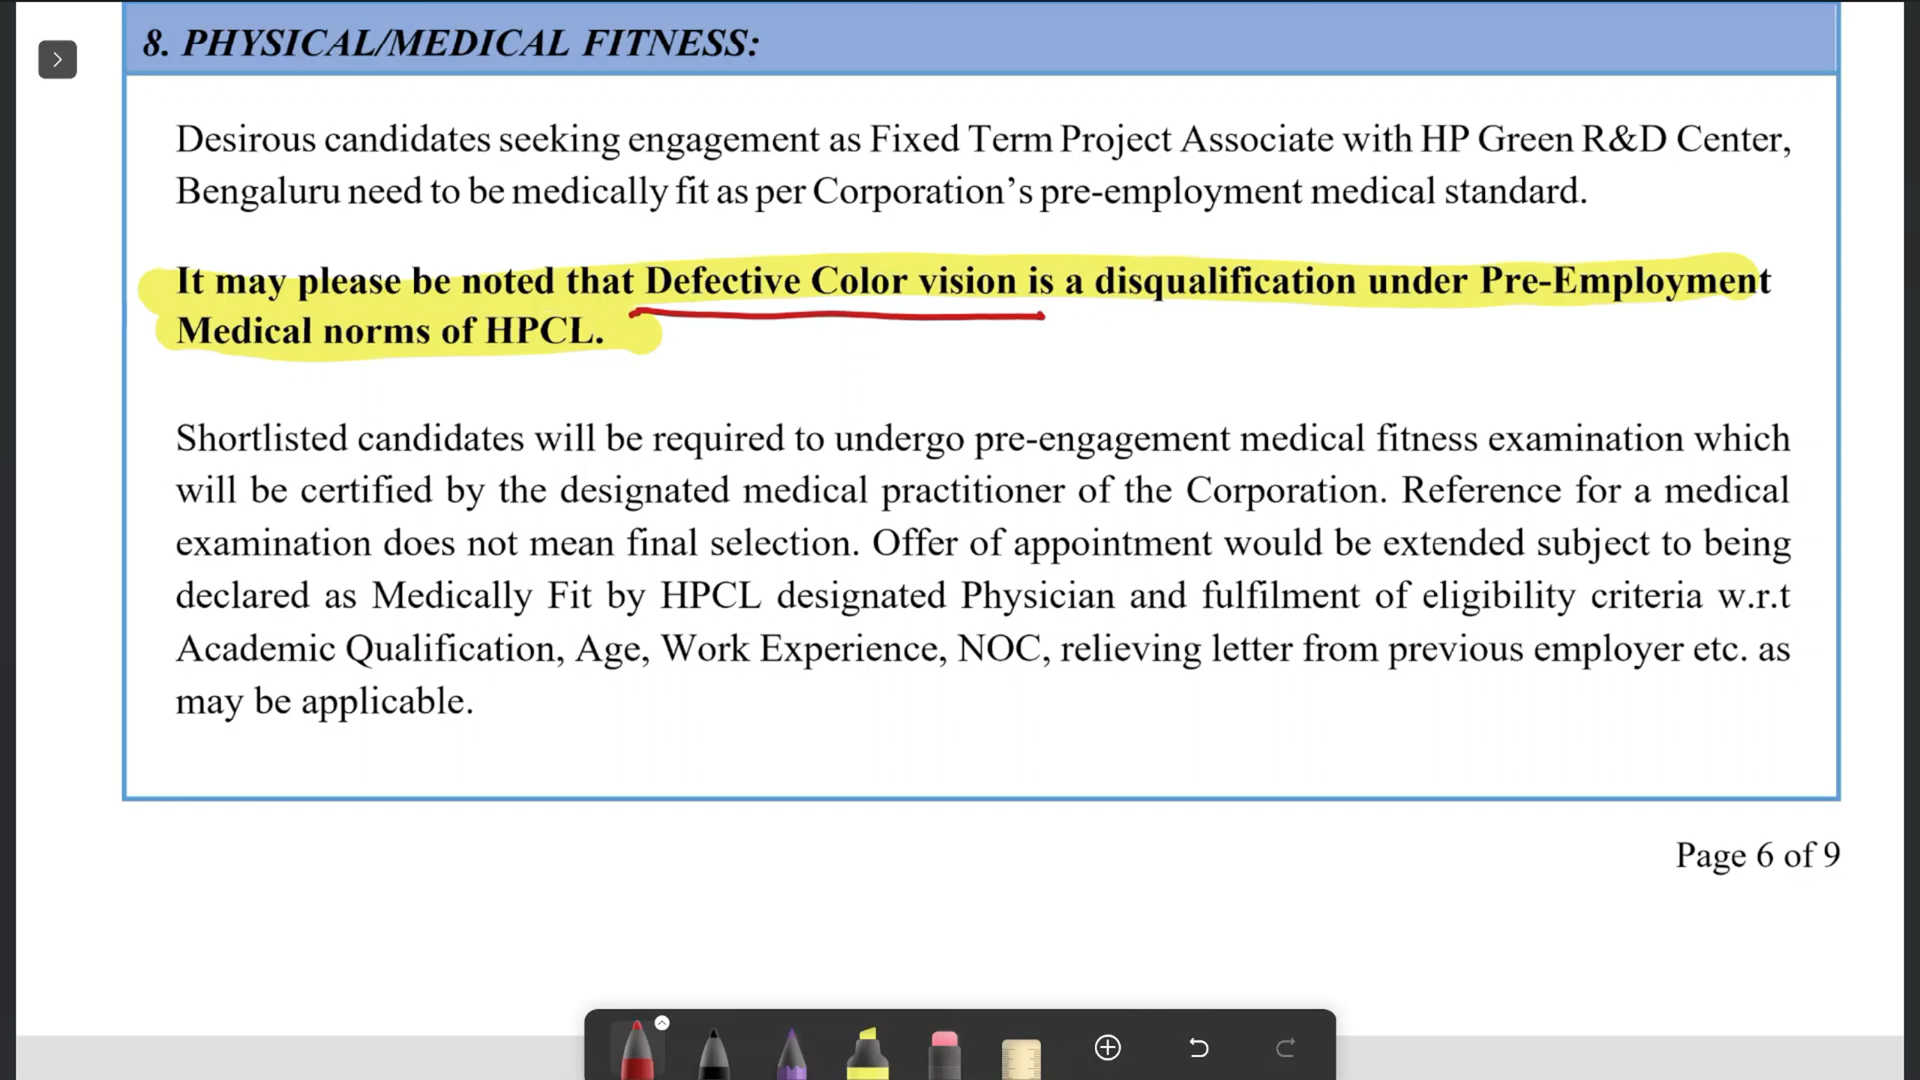 8. PHYSICAL/MEDICAL FITNESS:
Desirous candidates seeking engagement as Fixed Term Project Associate with HP Green R&D Center,
Bengaluru need to be medically fit as per Corporation’s pre-employment medical standard.
It may please be noted that Defective Color vision is a disqualification under Pre-Employment
Medical norms of HPCL.
Shortlisted candidates will be required to undergo pre-engagement medical fitness examination which
will be certified by the designated medical practitioner of the Corporation. Reference for a medical
examination does not mean final selection. Offer of appointment would be extended subject to being
declared as Medically Fit by HPCL designated Physician and fulfilment of eligibility criteria w.r.t
Academic Qualification, Age, Work Experience, NOC, relieving letter from previous employer etc. as
may be applicable.
Page 6 of 9